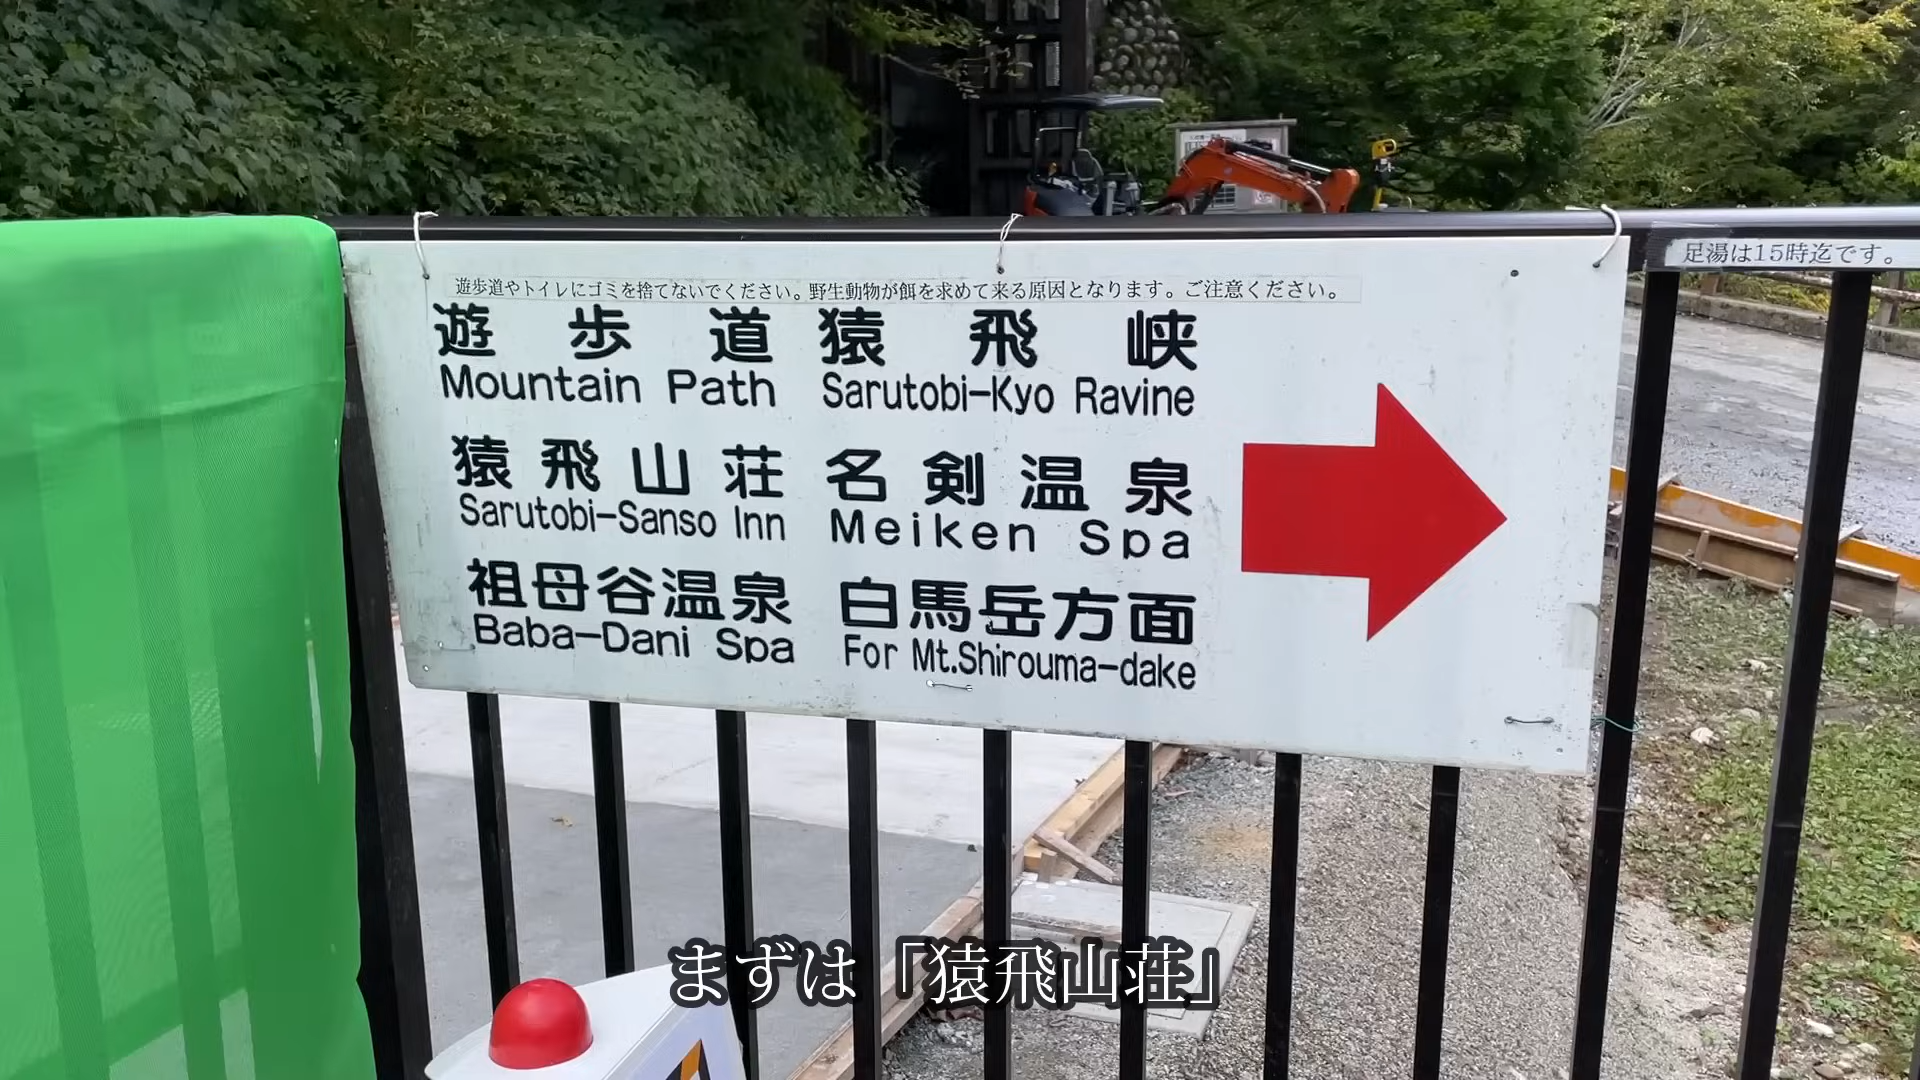 足湯は15時迄です。
遊歩道やトイレにゴミを捨てないでください。野生動物が餌を求めて来る原因となります。ご注意ください。
遊歩道 猿飛峡
Mountain Path Sarutobi-Kyo Ravine
猿飛山荘 名剣温泉
Sarutobi-Sanso Inn Meiken Spa
祖母谷温泉 白馬岳方面
Baba-Dani Spa For Mt.Shirouma-dake
まずは「猿飛山荘」